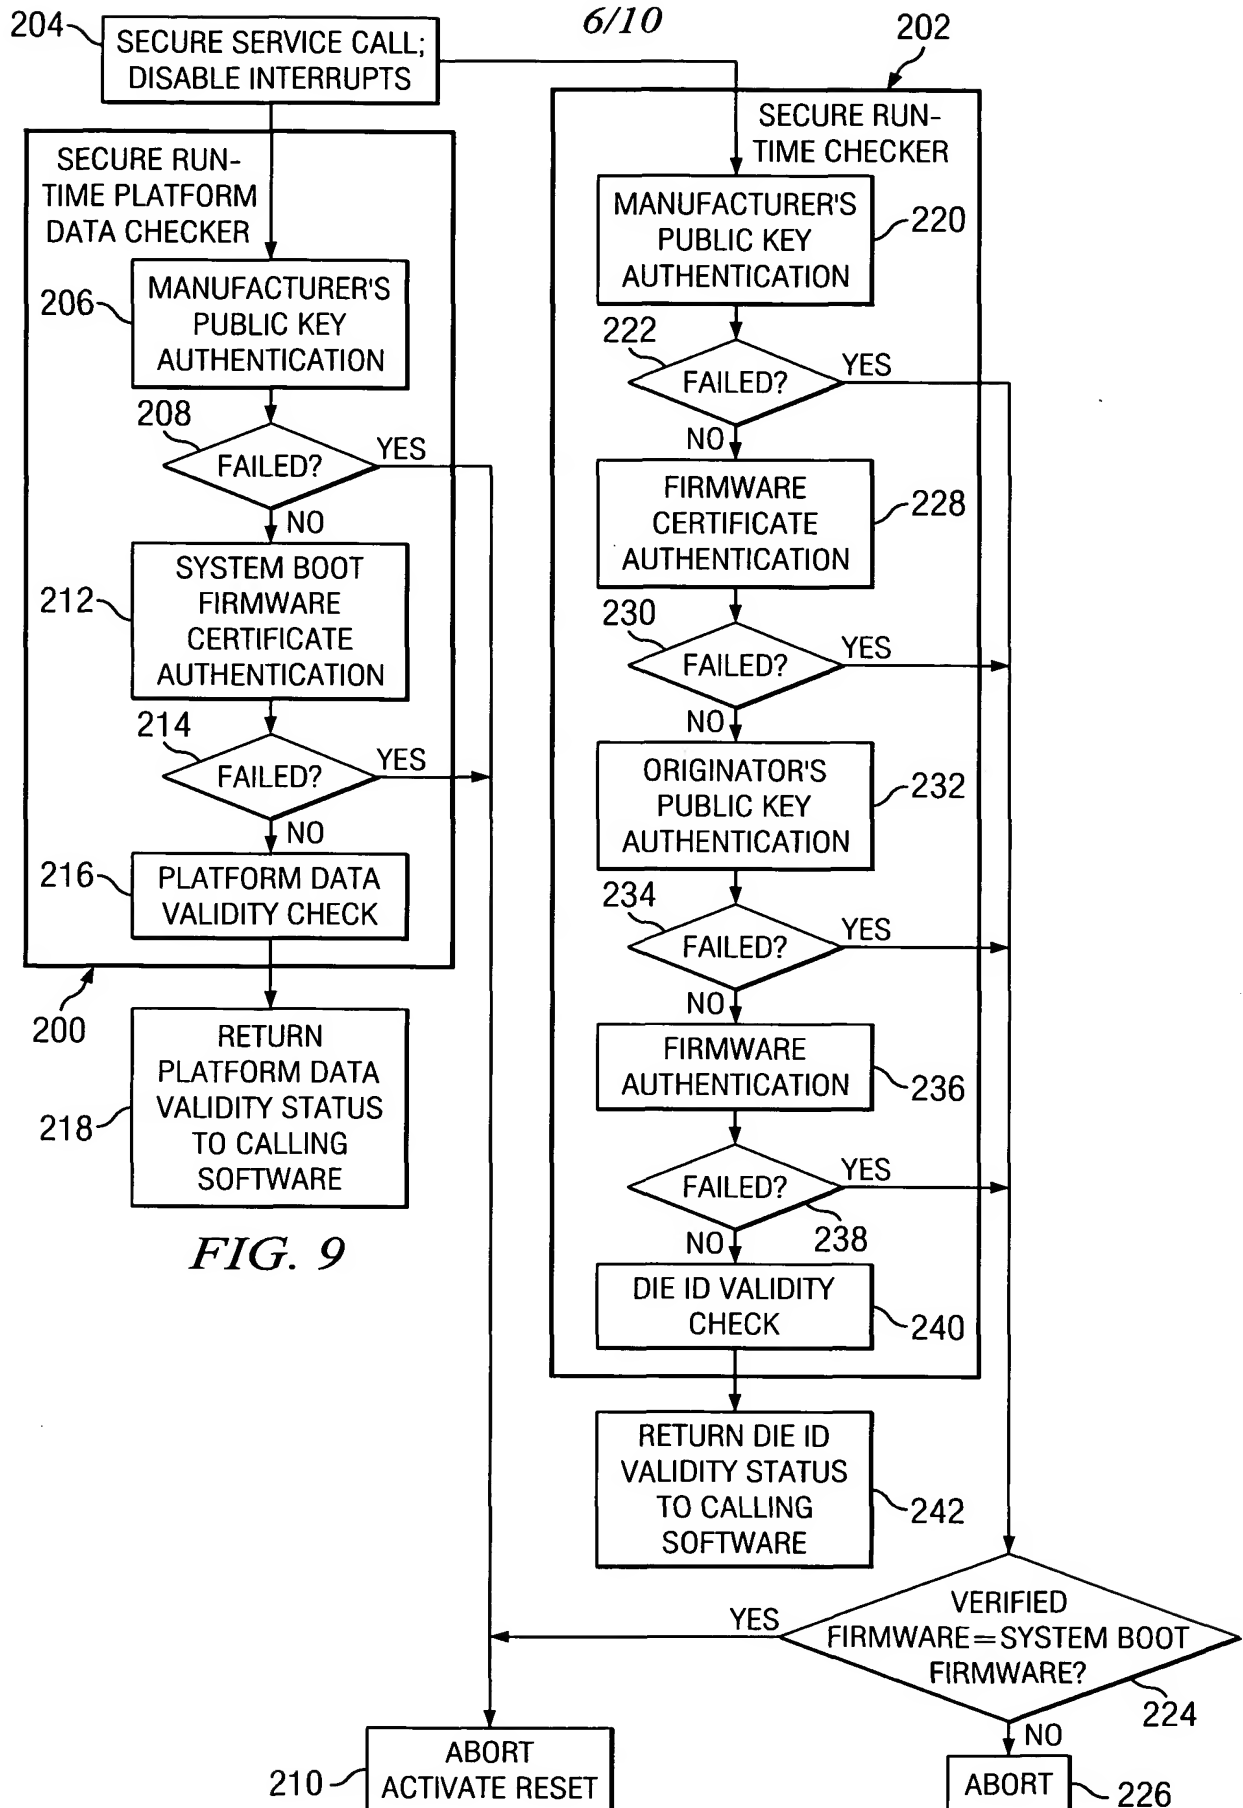 6/10
204
SECURE SERVICE CALL;
DISABLE INTERRUPTS
SECURE RUN-
TIME PLATFORM
DATA CHECKER
206
MANUFACTURER'S
PUBLIC KEY
AUTHENTICATION
208
FAILED?
YES
NO
212
SYSTEM BOOT
FIRMWARE
CERTIFICATE
AUTHENTICATION
214
FAILED?
YES
NO
216
PLATFORM DATA
VALIDITY CHECK
200
218
RETURN
PLATFORM DATA
VALIDITY STATUS
TO CALLING
SOFTWARE
FIG. 9
202
SECURE RUN-
TIME CHECKER
MANUFACTURER'S
PUBLIC KEY
AUTHENTICATION
220
222
FAILED?
YES
NO
FIRMWARE
CERTIFICATE
AUTHENTICATION
228
230
FAILED?
YES
NO
ORIGINATOR'S
PUBLIC KEY
AUTHENTICATION
232
234
FAILED?
YES
NO
FIRMWARE
AUTHENTICATION
236
FAILED?
YES
238
NO
DIE ID VALIDITY
CHECK
240
RETURN DIE ID
VALIDITY STATUS
TO CALLING
SOFTWARE
242
YES
VERIFIED
FIRMWARE=SYSTEM BOOT
FIRMWARE?
224
NO
210
ABORT
ACTIVATE RESET
ABORT
226